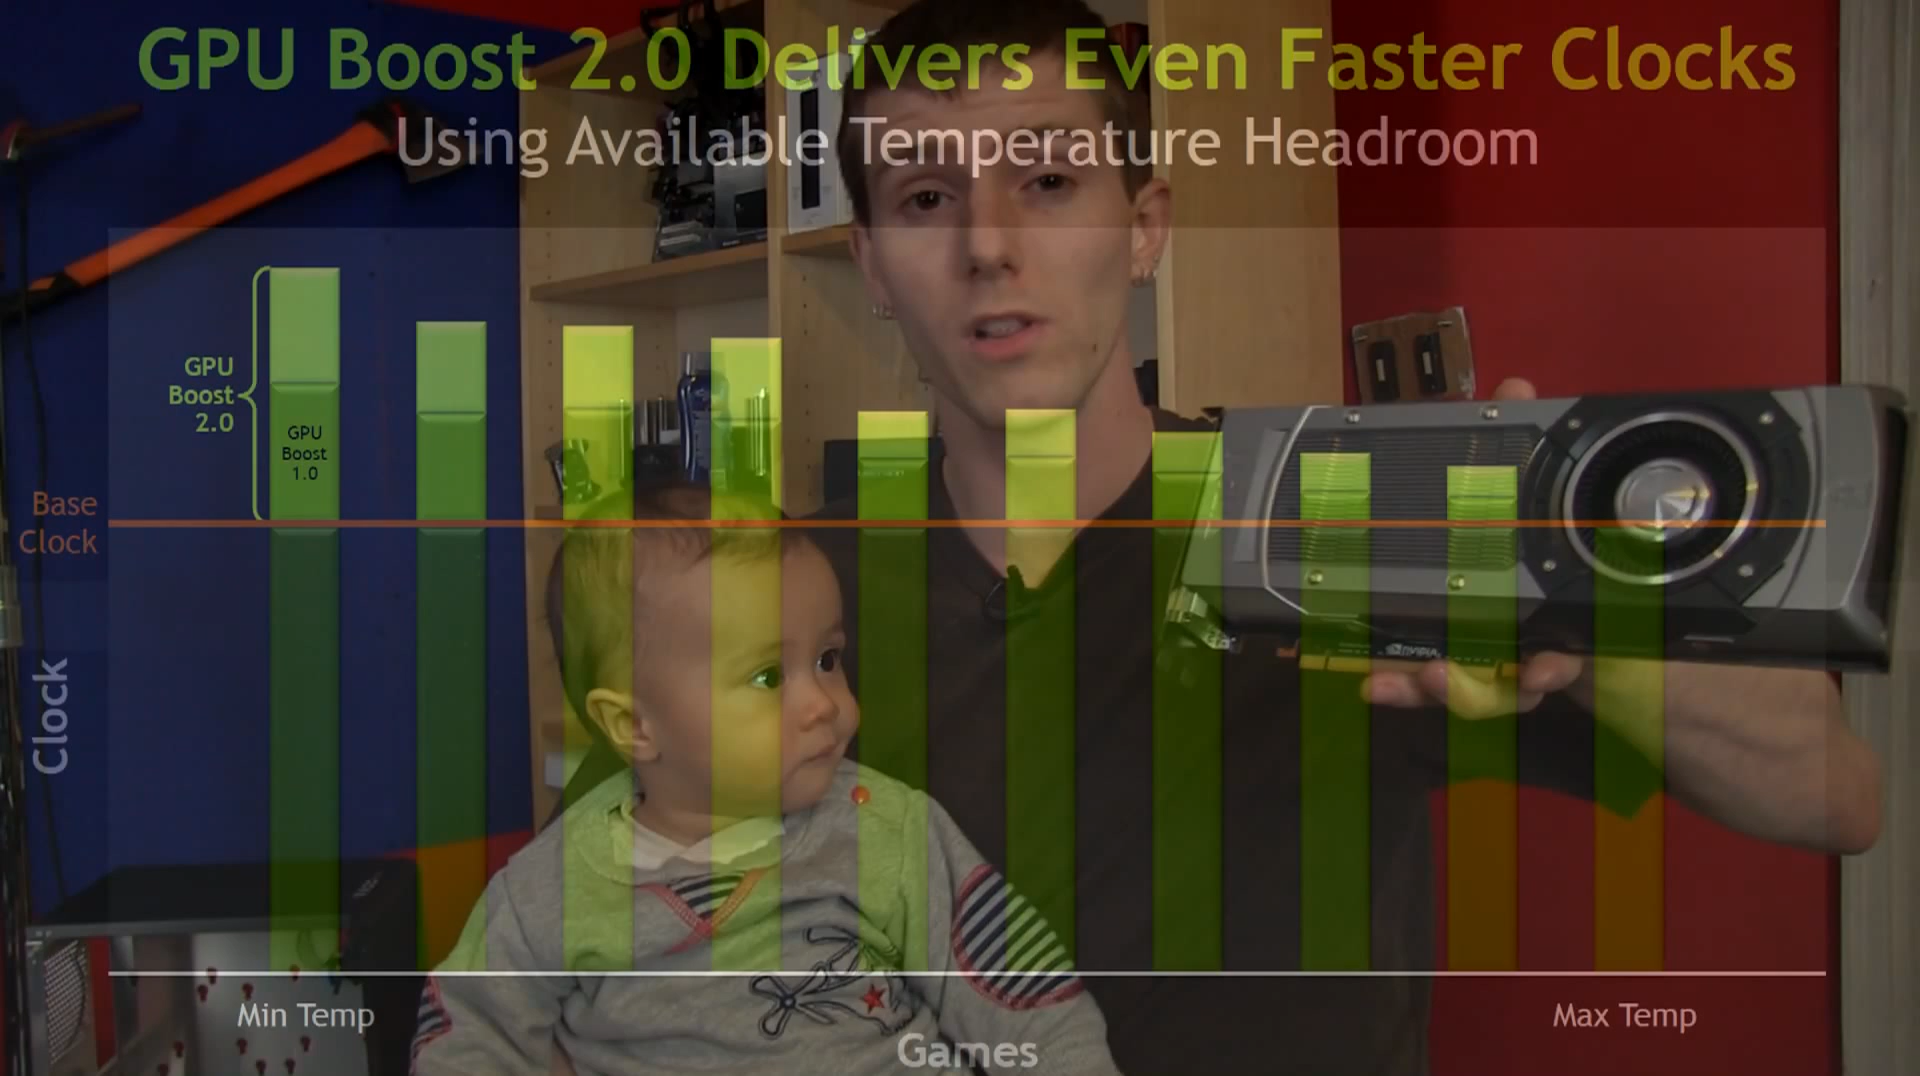 GPU Boost 2.0 Delivers Even Faster Clocks
Using Available Temperature Headroom
GPU
Boost
2.0
GPU
Boost
1.0
Base
Clock
Clock
NVIDIA
Min Temp
Max Temp
Games